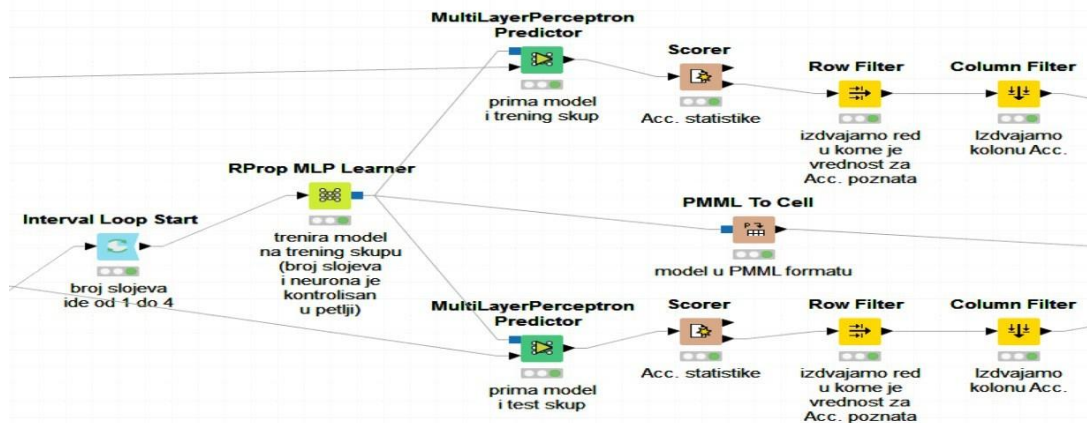 MultiLayerPerceptron
Predictor
prima model
i trening skup
Scorer
Acc. statistike
Row Filter
izdvajamo red
u kome je
vrednost za
Acc. poznata
Column Filter
Izdvajamo
kolonu Acc.
Interval Loop Start
broj slojeva
ide od 1 do 4
RProp MLP Learner
trenira model
na trening skupu
(broj slojeva
i neurona je
kontrolisan
u petlji)
PMML To Cell
model u PMML formatu
MultiLayerPerceptron
Predictor
prima model
i test skup
Scorer
Acc. statistike
Row Filter
izdvajamo red
u kome je
vrednost za
Acc. poznata
Column Filter
Izdvajamo
kolonu Acc.